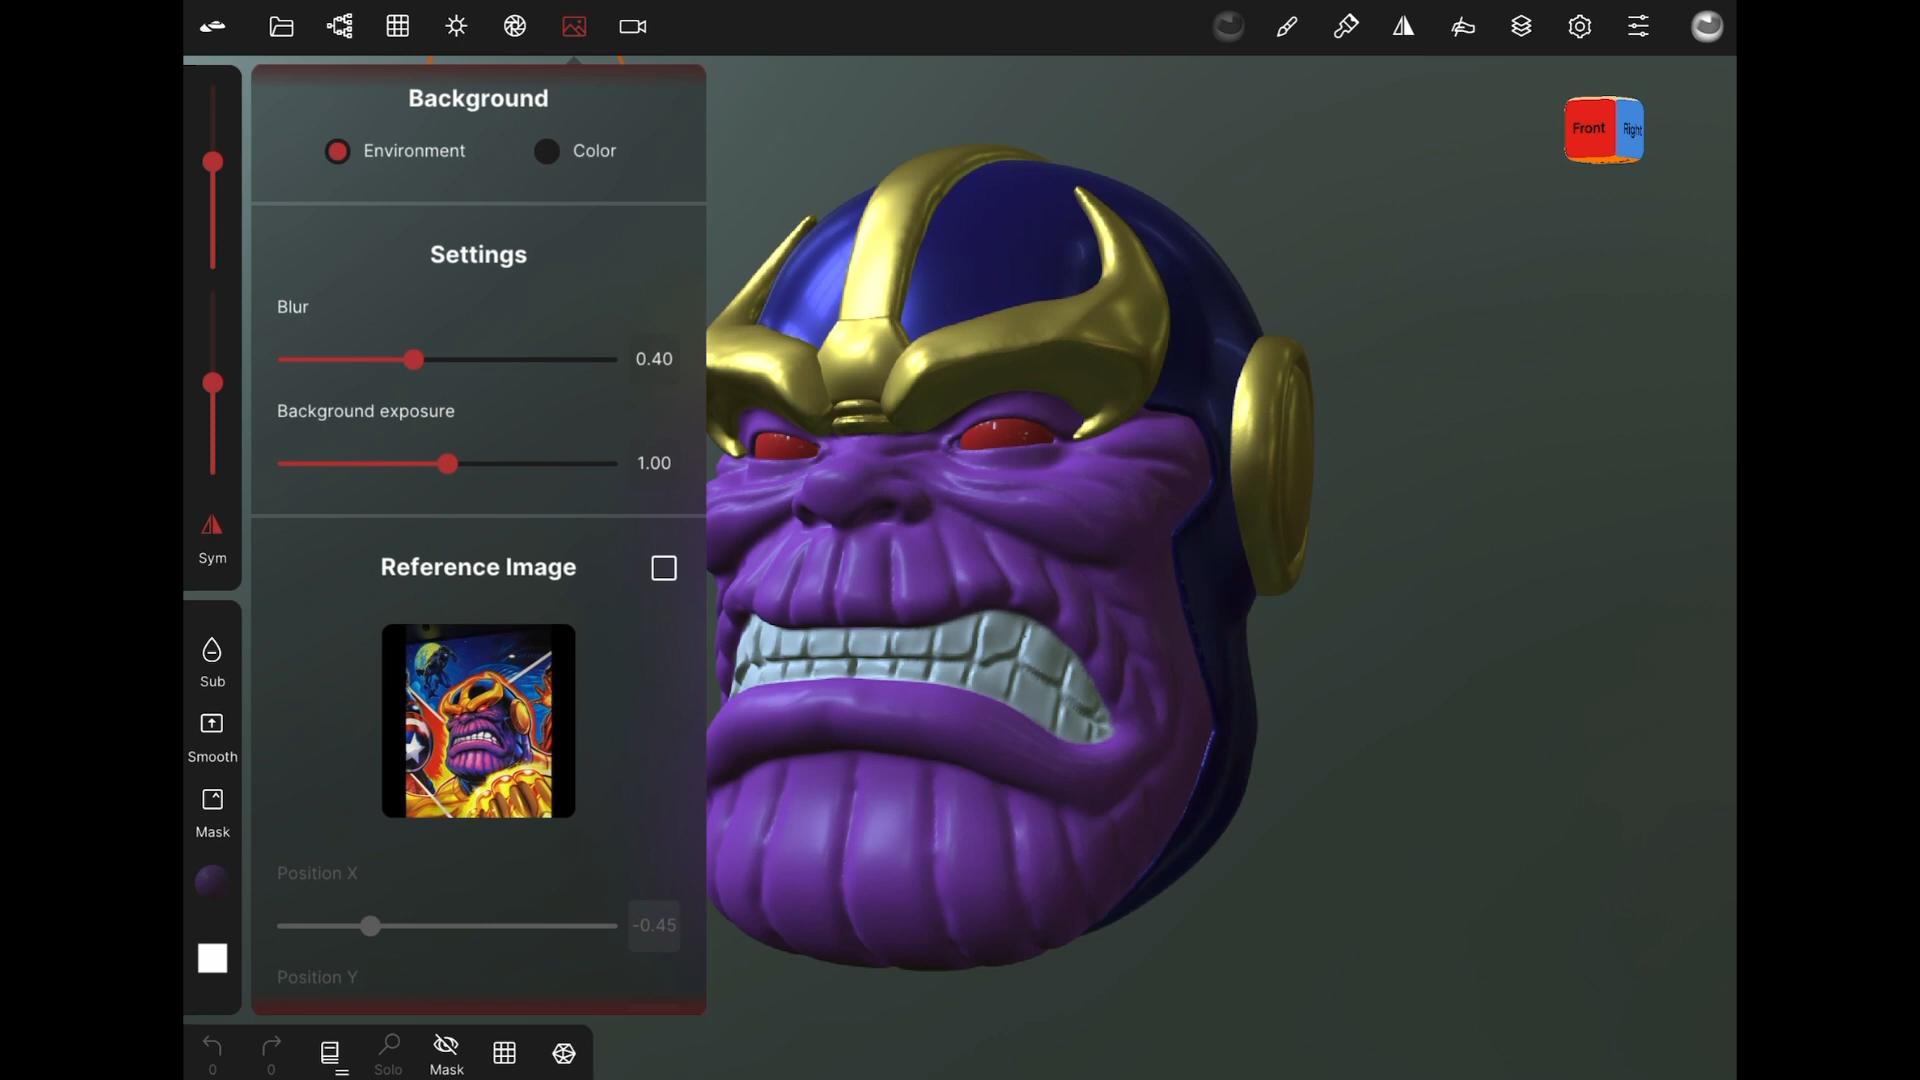 Background
Environment
Color
Front
Right
Settings
Blur
0.40
Background exposure
1.00
Sym
Reference Image
Sub
Smooth
Mask
Position X
-0.45
Position Y
0
0
Solo
Mask